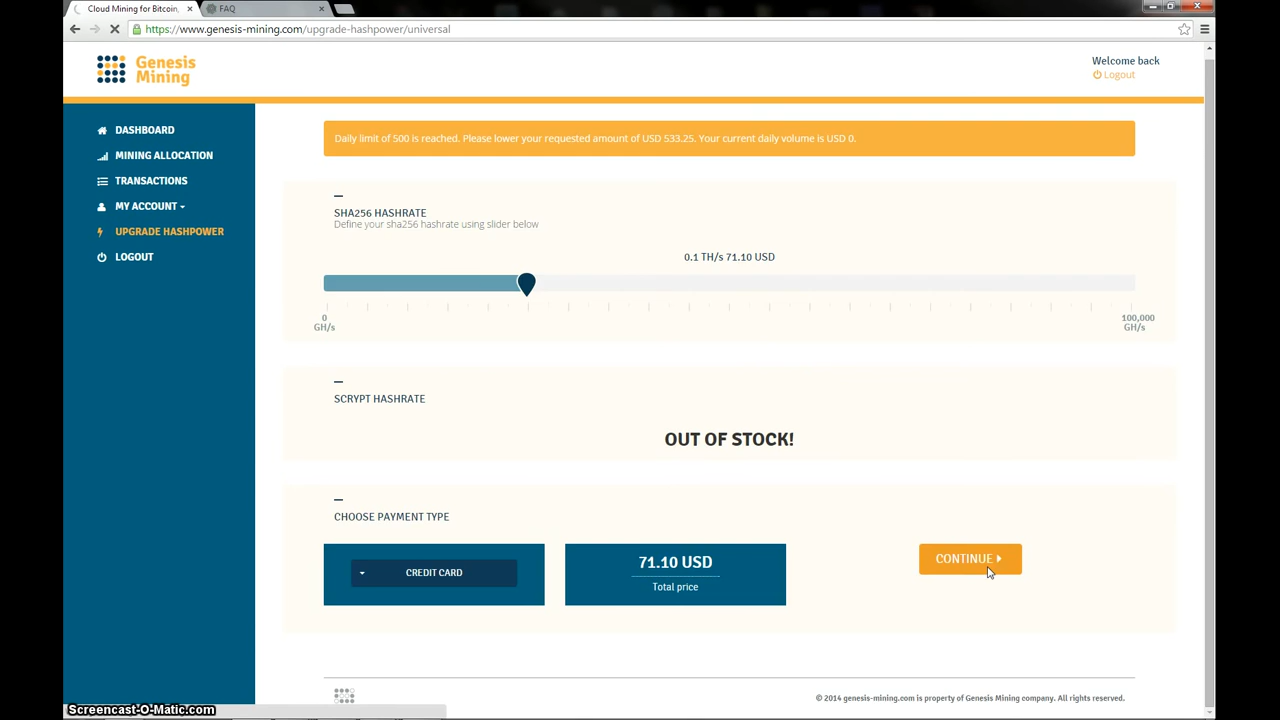 Cloud Mining for Bitcoin,
FAQ
https://www.genesis-mining.com/upgrade-hashpower/universal
Genesis
Mining
Welcome back
Logout
DASHBOARD
MINING ALLOCATION
TRANSACTIONS
MY ACCOUNT
UPGRADE HASHPOWER
LOGOUT
Daily limit of 500 is reached. Please lower your requested amount of USD 533.25. Your current daily volume is USD 0.
SHA256 HASHRATE
Define your sha256 hashrate using slider below
0.1 TH/s 71.10 USD
0
GH/s
100,000
GH/s
SCRYPT HASHRATE
OUT OF STOCK!
CHOOSE PAYMENT TYPE
CREDIT CARD
71.10 USD
Total price
CONTINUE
© 2014 genesis-mining.com is property of Genesis Mining company. All rights reserved.
Screencast-O-Matic.com